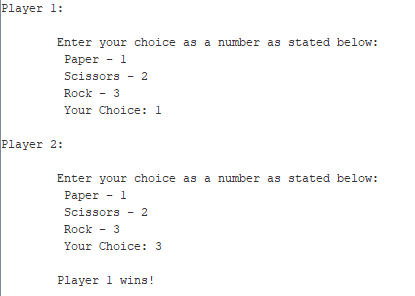 Player 1:
Enter your choice as a number as stated below:
Paper - 1
Scissors - 2
Rock - 3
Your Choice: 1
Player 2:
Enter your choice as a number as stated below:
Paper - 1
Scissors - 2
Rock - 3
Your Choice: 3
Player 1 wins!